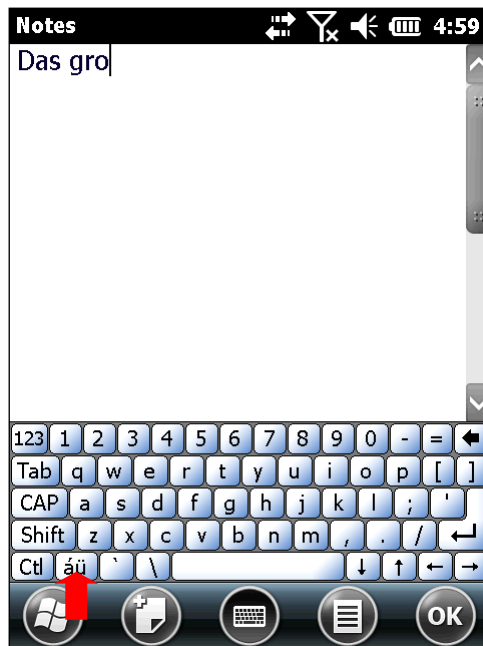 Notes 4:59
Das gro
123 1 2 3 4 5 6 7 8 9 0 - =
Tab q w e r t y u i o p [ ]
CAP a s d f g h j k l ; '
Shift z x c v b n m , . /
Ctl áü ` \ ↓ ↑ ← →
OK